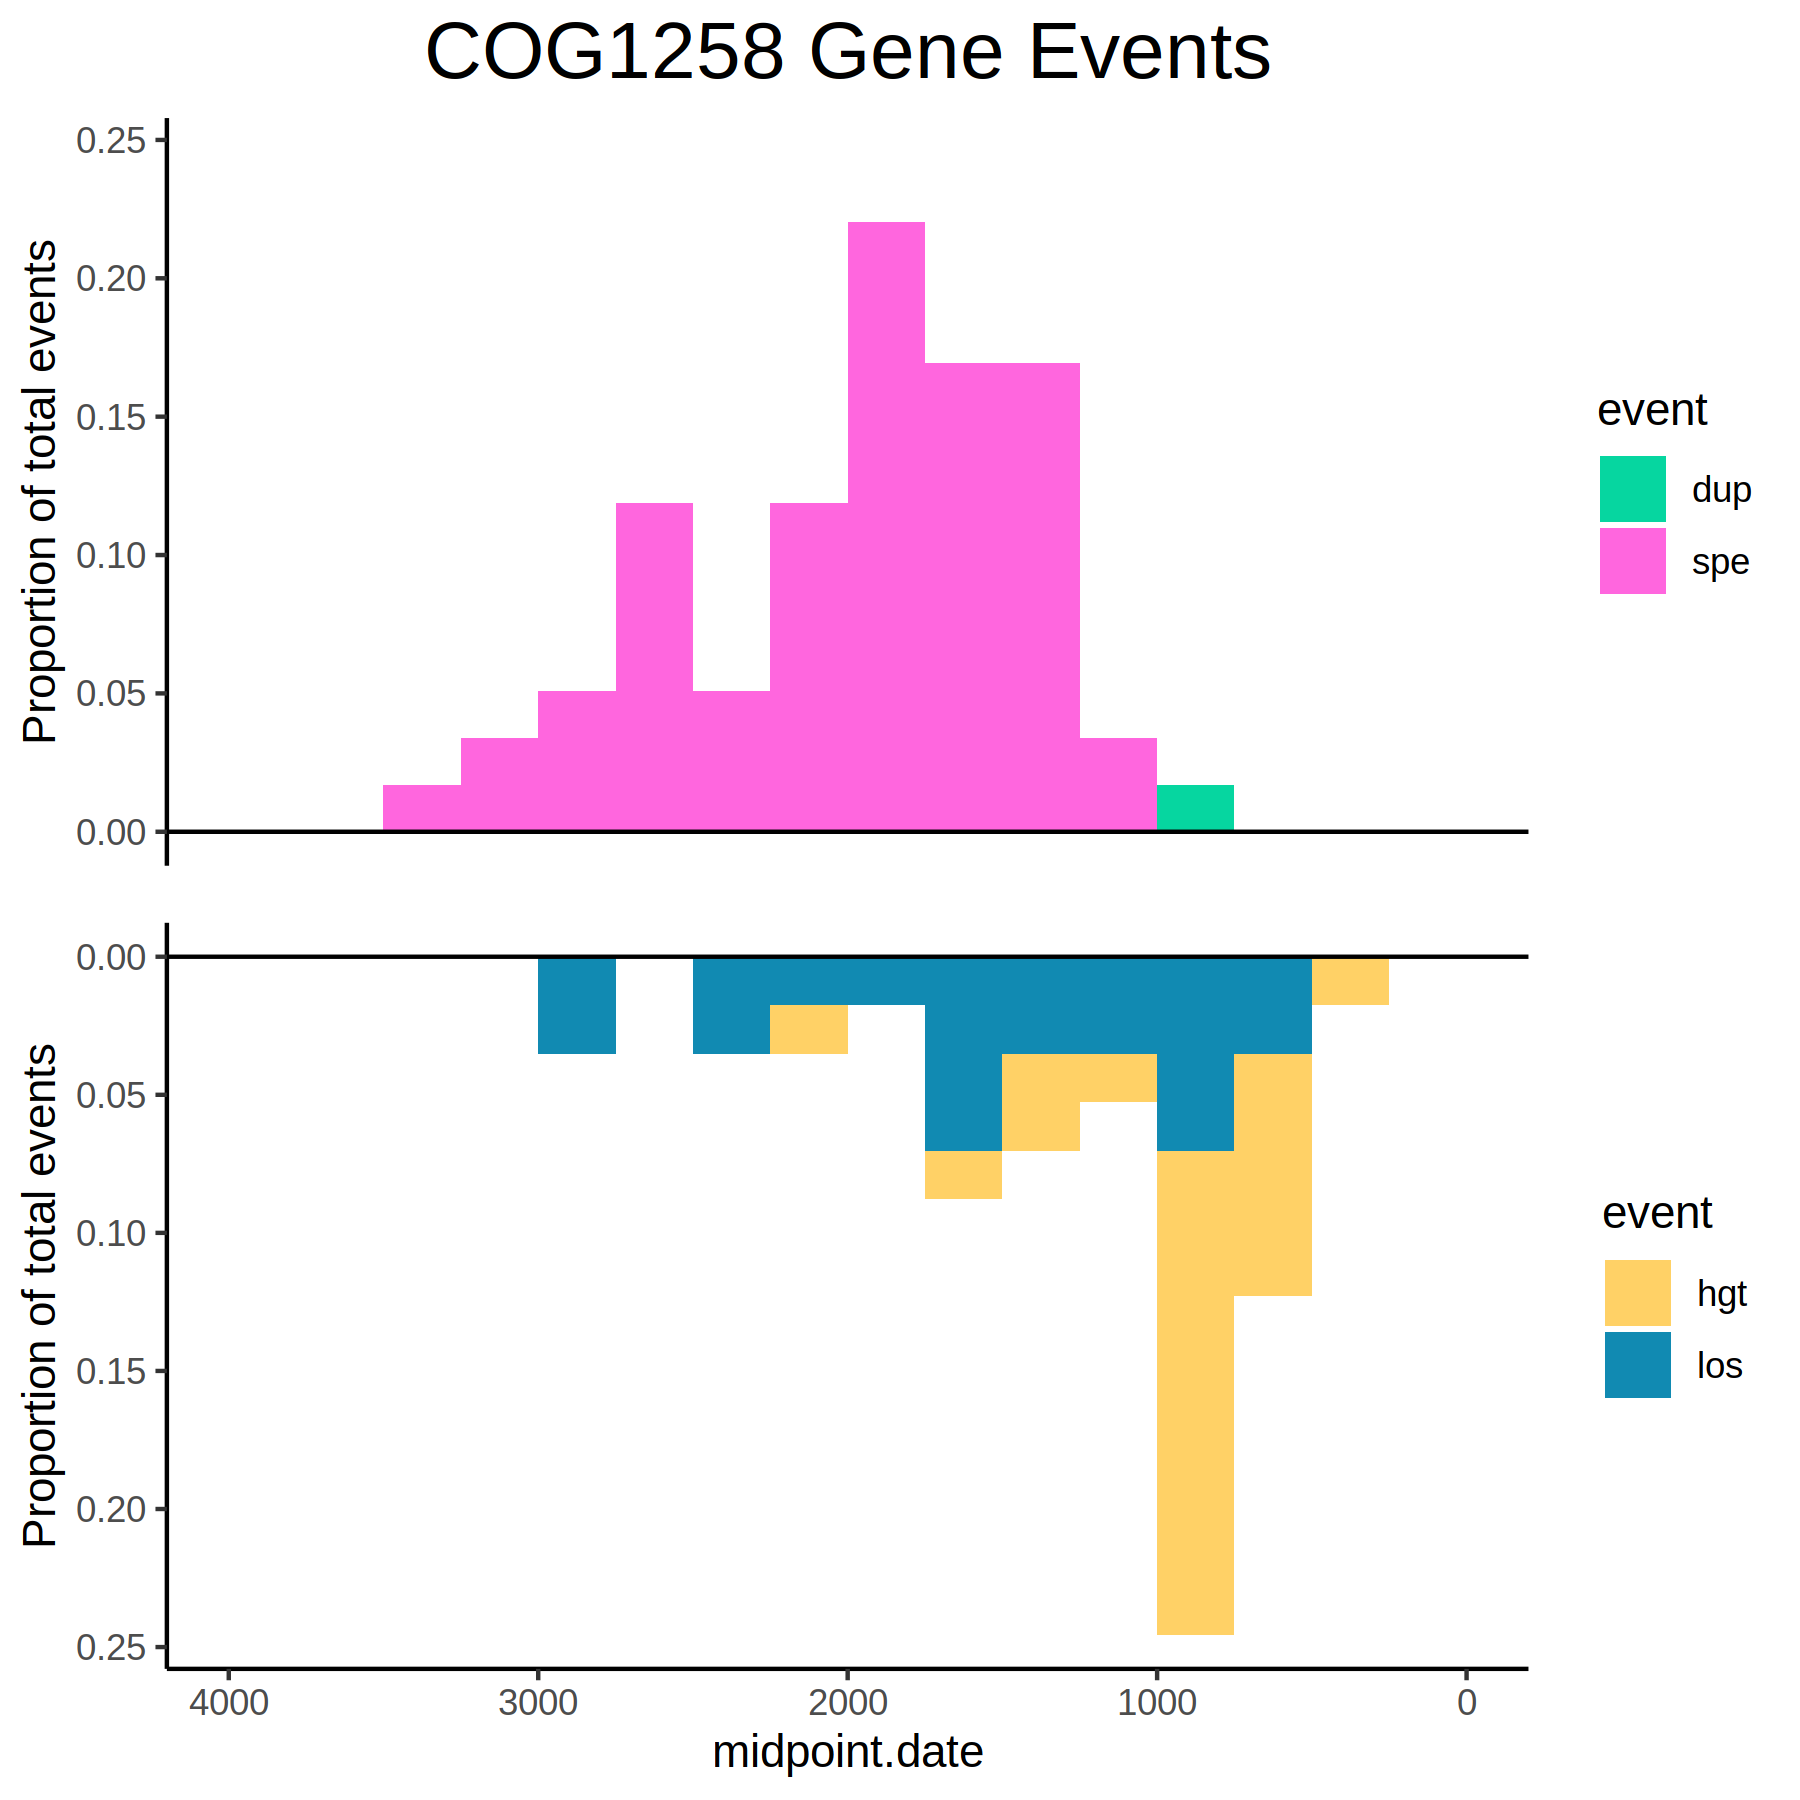 COG1258 Gene Events
0.25
0.20
0.15
0.10
0.05
0.00
Proportion of total events
event
dup
spe
0.00
0.05
0.10
0.15
0.20
0.25
Proportion of total events
event
hgt
los
4000 3000 2000 1000 0
midpoint.date